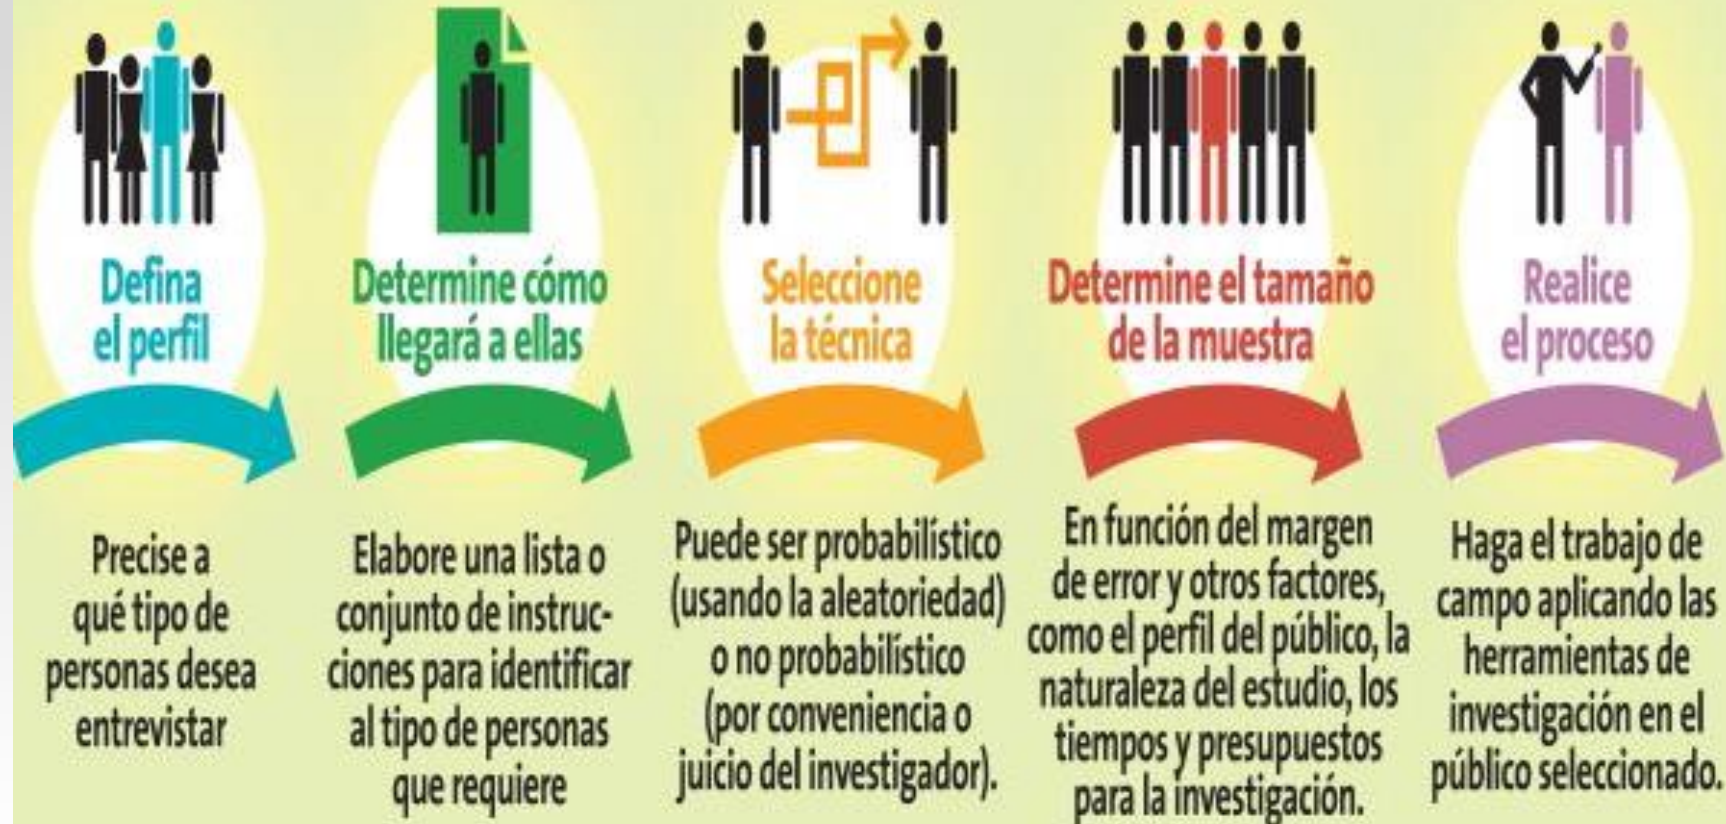 Defina
el perfil
Precise a
qué tipo de
personas desea
entrevistar
Determine cómo
llegará a ellas
Elabore una lista o
conjunto de instruc-
ciones para identificar
al tipo de personas
que requiere
Seleccione
la técnica
Puede ser probabilístico
(usando la aleatoriedad)
o no probabilístico
(por conveniencia o
juicio del investigador).
Determine el tamaño
de la muestra
En función del margen
de error y otros factores,
como el perfil del público, la
naturaleza del estudio, los
tiempos y presupuestos
para la investigación.
Realice
el proceso
Haga el trabajo de
campo aplicando las
herramientas de
investigación en el
público seleccionado.